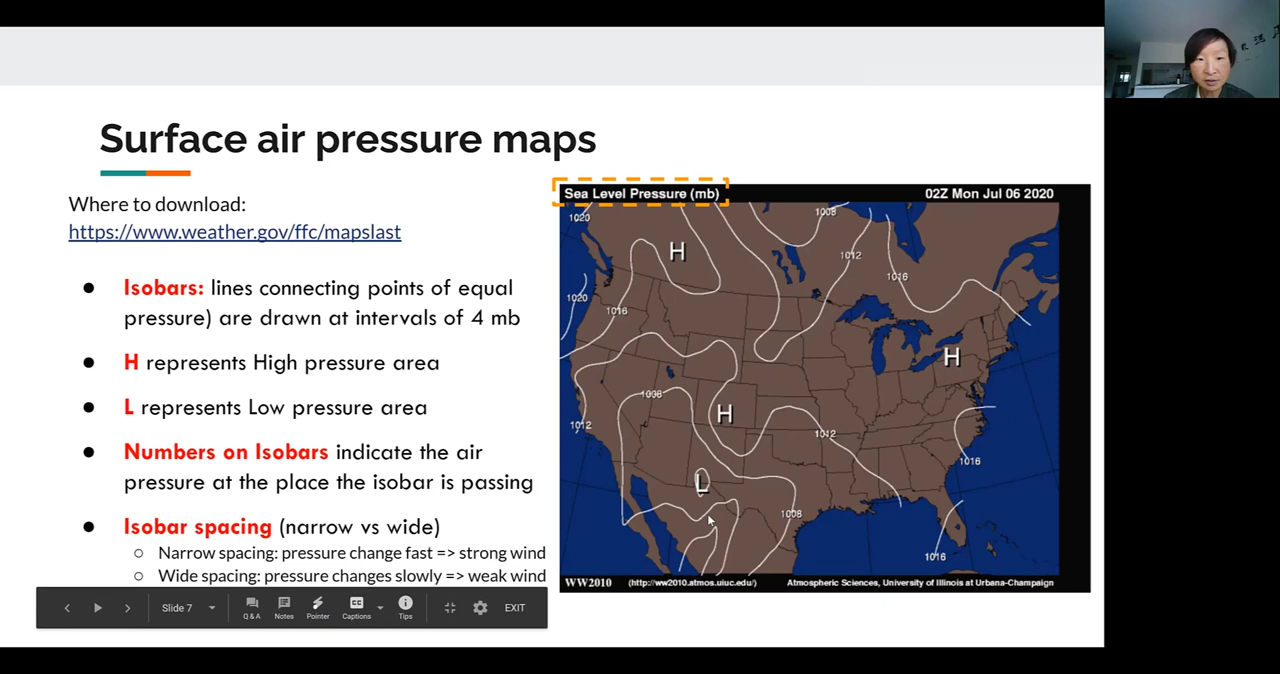 Surface air pressure maps
Where to download:
https://www.weather.gov/ffc/mapslast
● Isobars: lines connecting points of equal
pressure) are drawn at intervals of 4 mb
● H represents High pressure area
● L represents Low pressure area
● Numbers on Isobars indicate the air
pressure at the place the isobar is passing
● Isobar spacing (narrow vs wide)
○ Narrow spacing: pressure change fast => strong wind
○ Wide spacing: pressure changes slowly => weak wind
Slide 7
Q&A
Notes
Pointer
Captions
Tips
EXIT
Sea Level Pressure (mb)
02Z Mon Jul 06 2020
1020
1008
H
1012
1016
1020
1016
H
1008
H
1012
1012
1016
L
1008
1016
WW2010
(http://ww2010.atmos.uiuc.edu/)
Atmospheric Sciences, University of Illinois at Urbana-Champaign